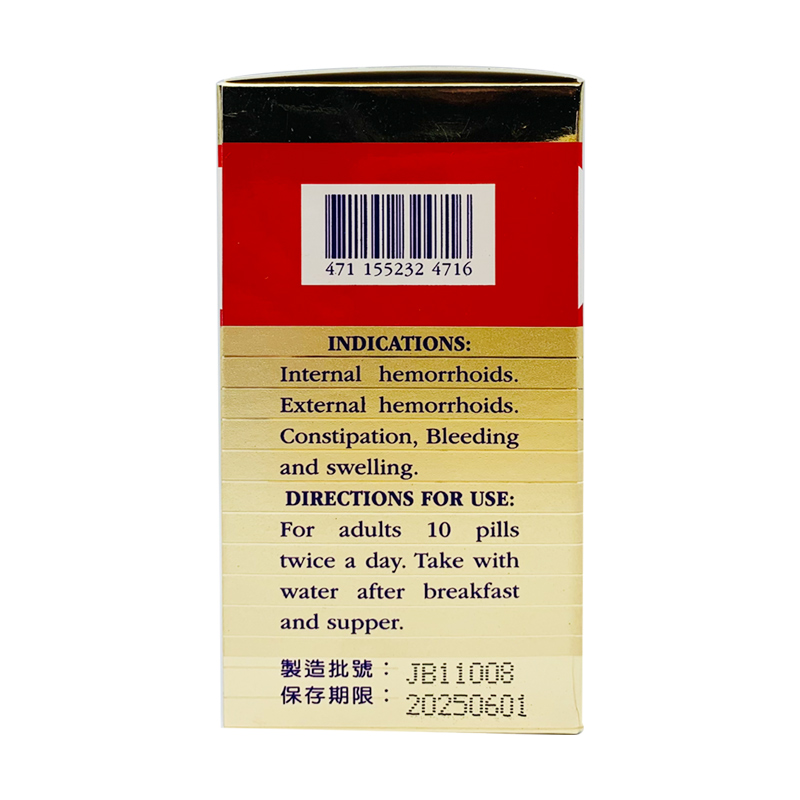 471 155232 4716
INDICATIONS:
Internal hemorrhoids.
External hemorrhoids.
Constipation, Bleeding
and swelling.
DIRECTIONS FOR USE:
For adults 10 pills
twice a day. Take with
water after breakfast
and supper.
製造批號：JB11008
保存期限：20250601